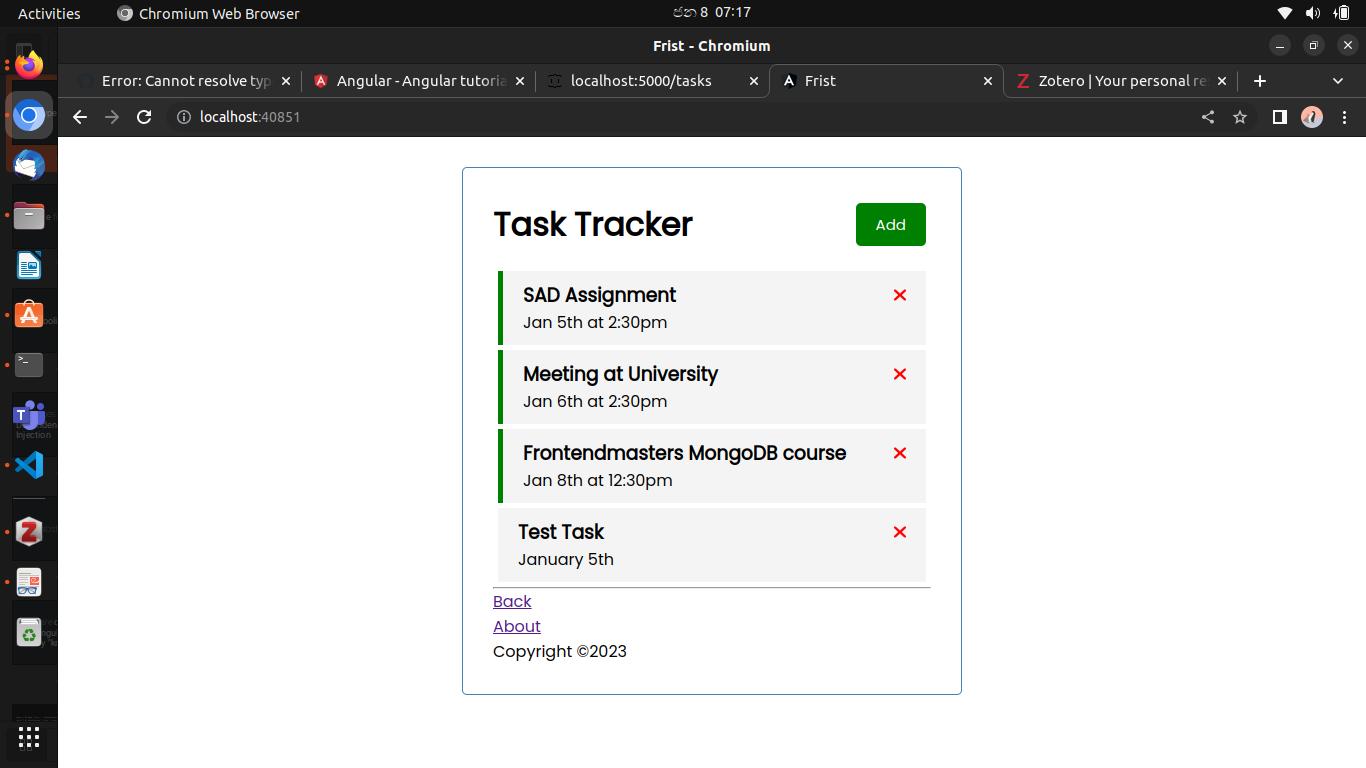 Activities
Chromium Web Browser
ජන 8 07:17
Frist - Chromium
Error: Cannot resolve typ
Angular - Angular tutoria
localhost:5000/tasks
Frist
Zotero | Your personal re
localhost:40851
Task Tracker
Add
SAD Assignment
Jan 5th at 2:30pm
Meeting at University
Jan 6th at 2:30pm
Frontendmasters MongoDB course
Jan 8th at 12:30pm
Test Task
January 5th
Back
About
Copyright ©2023